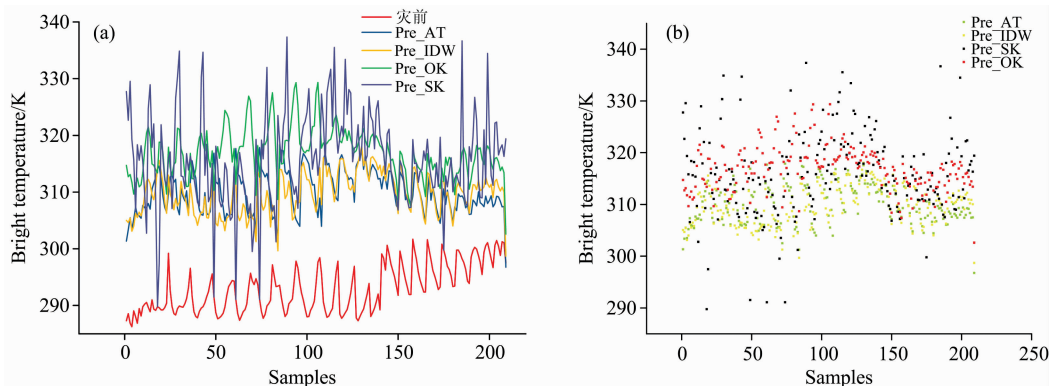 (a)
灾前
Pre_AT
Pre_IDW
Pre_OK
Pre_SK
Bright temperature/K
340
330
320
310
300
290
0
50
100
150
200
Samples
(b)
Pre_AT
Pre_IDW
Pre_SK
Pre_OK
Bright temperature/K
340
330
320
310
300
290
0
50
100
150
200
250
Samples